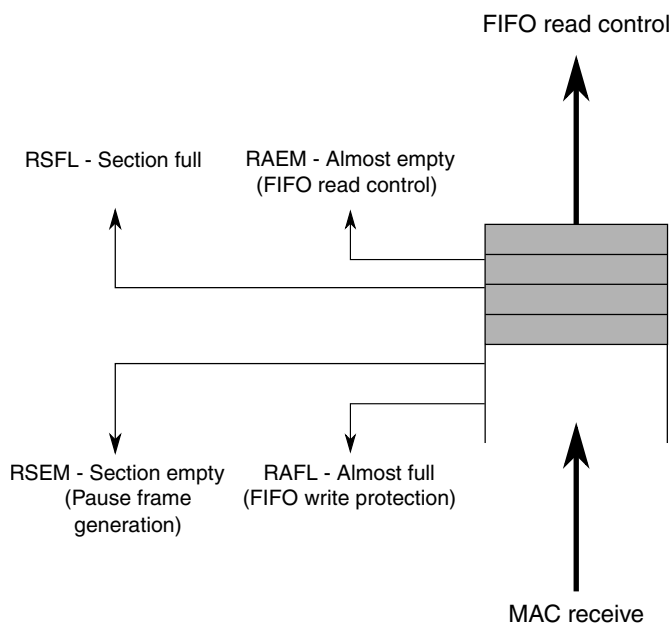 FIFO read control
RSFL - Section full
RAEM - Almost empty
(FIFO read control)
RSEM - Section empty
(Pause frame
generation)
RAFL - Almost full
(FIFO write protection)
MAC receive